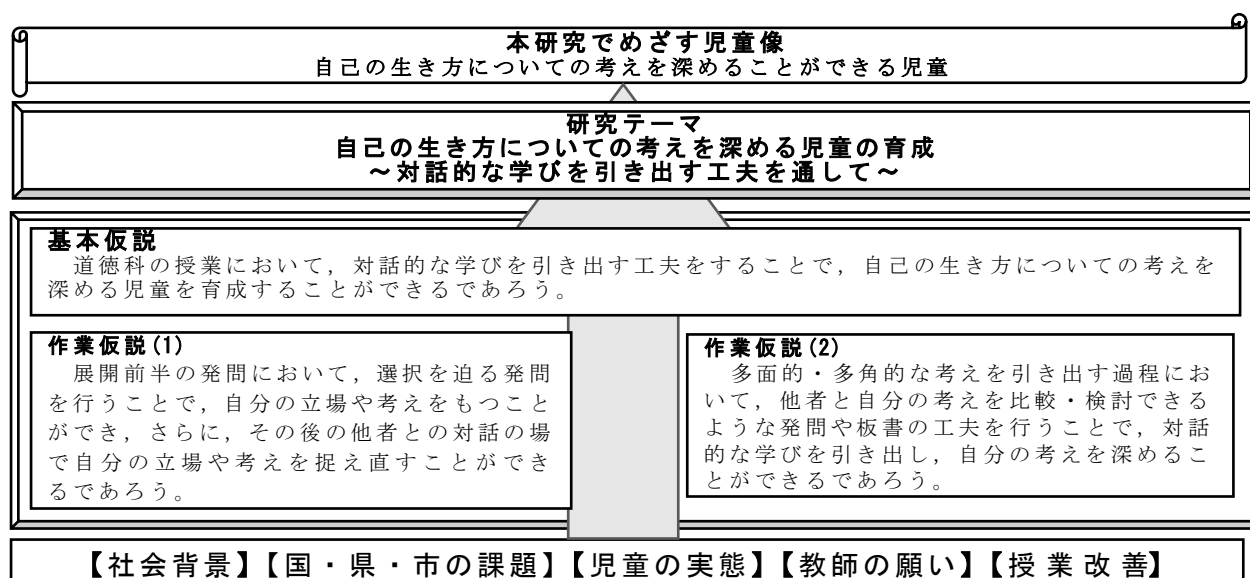 本研究でめざす児童像
自己の生き方についての考えを深めることができる児童
研究テーマ
自己の生き方についての考えを深める児童の育成
～対話的な学びを引き出す工夫を通して～
基本仮説
道徳科の授業において，対話的な学びを引き出す工夫をすることで，自己の生き方についての考えを
深める児童を育成することができるであろう。
作業仮説(1)
展開前半の発問において，選択を迫る発問
を行うことで，自分の立場や考えをもつこと
ができ，さらに，その後の他者との対話の場
で自分の立場や考えを捉え直すことができ
るであろう。
作業仮説(2)
多面的・多角的な考えを引き出す過程にお
いて，他者と自分の考えを比較・検討できる
ような発問や板書の工夫を行うことで，対話
的な学びを引き出し，自分の考えを深めるこ
とができるであろう。
【社会背景】【国・県・市の課題】【児童の実態】【教師の願い】【授業改善】